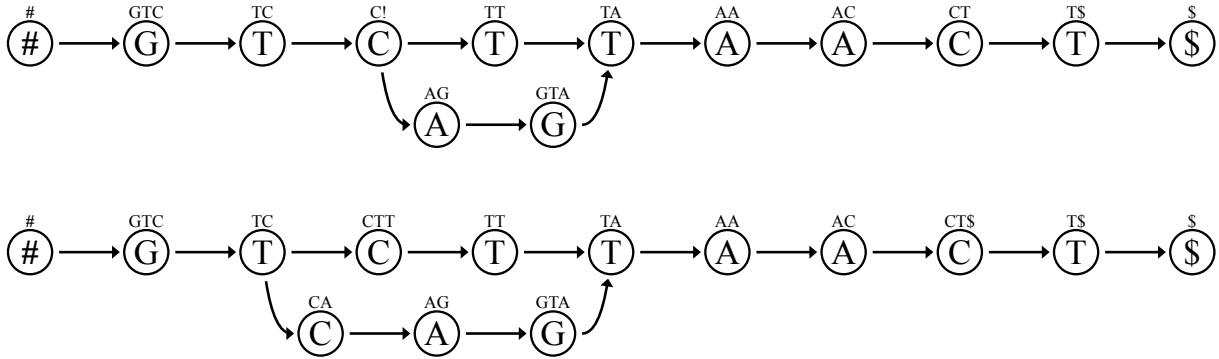 # GTC TC C! TT TA AA AC CT T$ $
# G T C T T A A C T $
AG GTA
A G
# GTC TC CTT TT TA AA AC CT$ T$ $
# G T C T T A A C T $
CA AG GTA
C A G